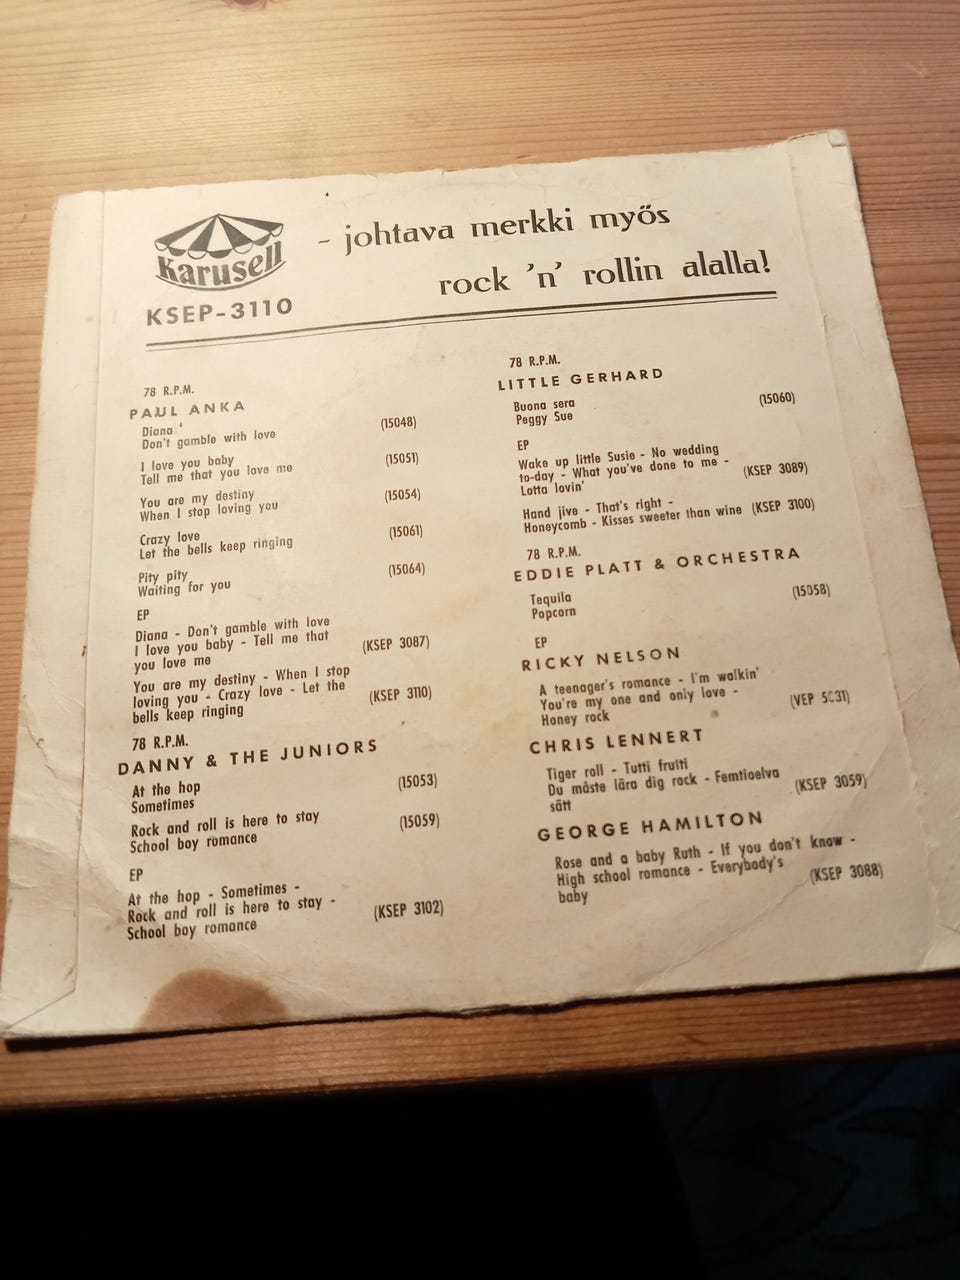 Karusell
- johtava merkki myös
rock 'n' rollin alalla!
KSEP-3110
78 R.P.M.
PAUL ANKA
Diana
Don't gamble with love (15048)
I love you baby
Tell me that you love me (15051)
You are my destiny
When I stop loving you (15054)
Crazy love
Let the bells keep ringing (15061)
Pity pity
Waiting for you (15064)
EP
Diana - Don't gamble with love
I love you baby - Tell me that
you love me (KSEP 3087)
You are my destiny - When I stop
loving you - Crazy love - Let the
bells keep ringing (KSEP 3110)
78 R.P.M.
DANNY & THE JUNIORS
At the hop
Sometimes (15053)
Rock and roll is here to stay
School boy romance (15059)
EP
At the hop - Sometimes -
Rock and roll is here to stay -
School boy romance (KSEP 3102)
78 R.P.M.
LITTLE GERHARD
Buona sera
Peggy Sue (15060)
EP
Wake up little Susie - No wedding
to-day - What you've done to me -
Lotta lovin' (KSEP 3089)
Hand jive - That's right -
Honeycomb - Kisses sweeter than wine (KSEP 3100)
78 R.P.M.
EDDIE PLATT & ORCHESTRA
Tequila
Popcorn (15058)
EP
RICKY NELSON
A teenager's romance - I'm walkin'
You're my one and only love -
Honey rock (VEP 5031)
CHRIS LENNERT
Tiger roll - Tutti frutti
Du måste lära dig rock - Femtioelva
sätt (KSEP 3059)
GEORGE HAMILTON
Rose and a baby Ruth - If you don't know -
High school romance - Everybody's
baby (KSEP 3088)